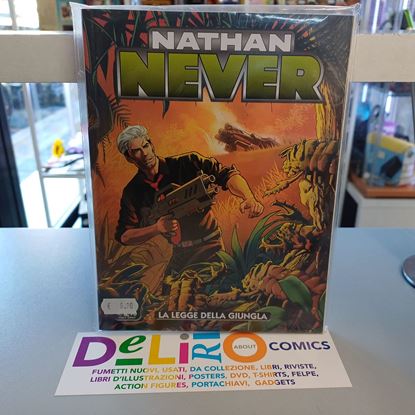 NATHAN
NEVER
LA LEGGE DELLA GIUNGLA
DeLiRiO ABOUT COMICS
FUMETTI NUOVI, USATI, DA COLLEZIONE, LIBRI, RIVISTE,
LIBRI D'ILLUSTRAZIONI, POSTERS, DVD, T-SHIRTS, FELPE,
ACTION FIGURES, PORTACHIAVI, GADGETS